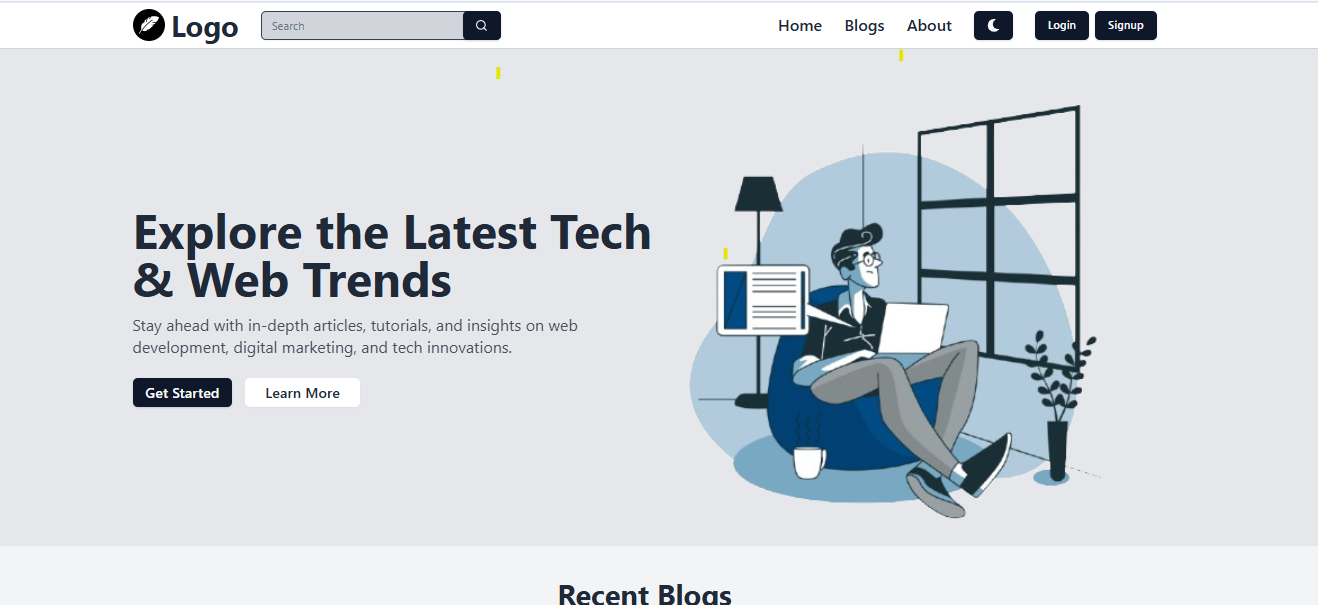 Logo
Search
Home
Blogs
About
Login
Signup
Explore the Latest Tech
& Web Trends
Stay ahead with in-depth articles, tutorials, and insights on web
development, digital marketing, and tech innovations.
Get Started
Learn More
Recent Blogs